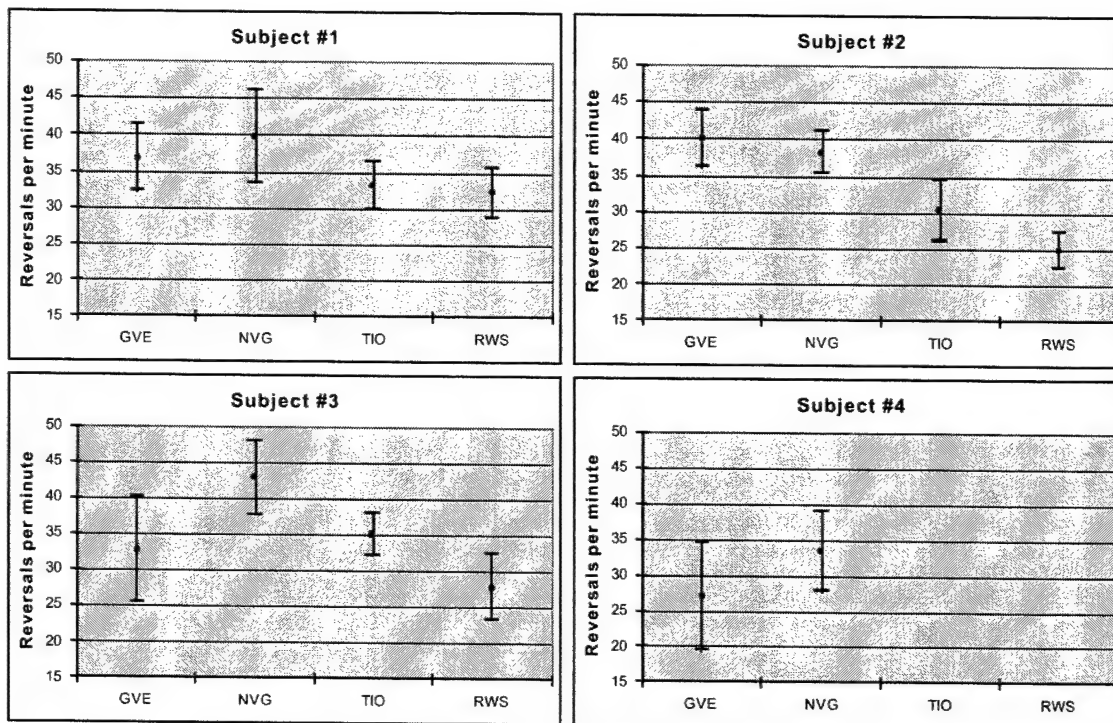 Subject #1
Reversals per minute
50
45
40
35
30
25
20
15
GVE NVG TIO RWS
Subject #2
Reversals per minute
50
45
40
35
30
25
20
15
GVE NVG TIO RWS
Subject #3
Reversals per minute
50
45
40
35
30
25
20
15
GVE NVG TIO RWS
Subject #4
Reversals per minute
50
45
40
35
30
25
20
15
GVE NVG TIO RWS